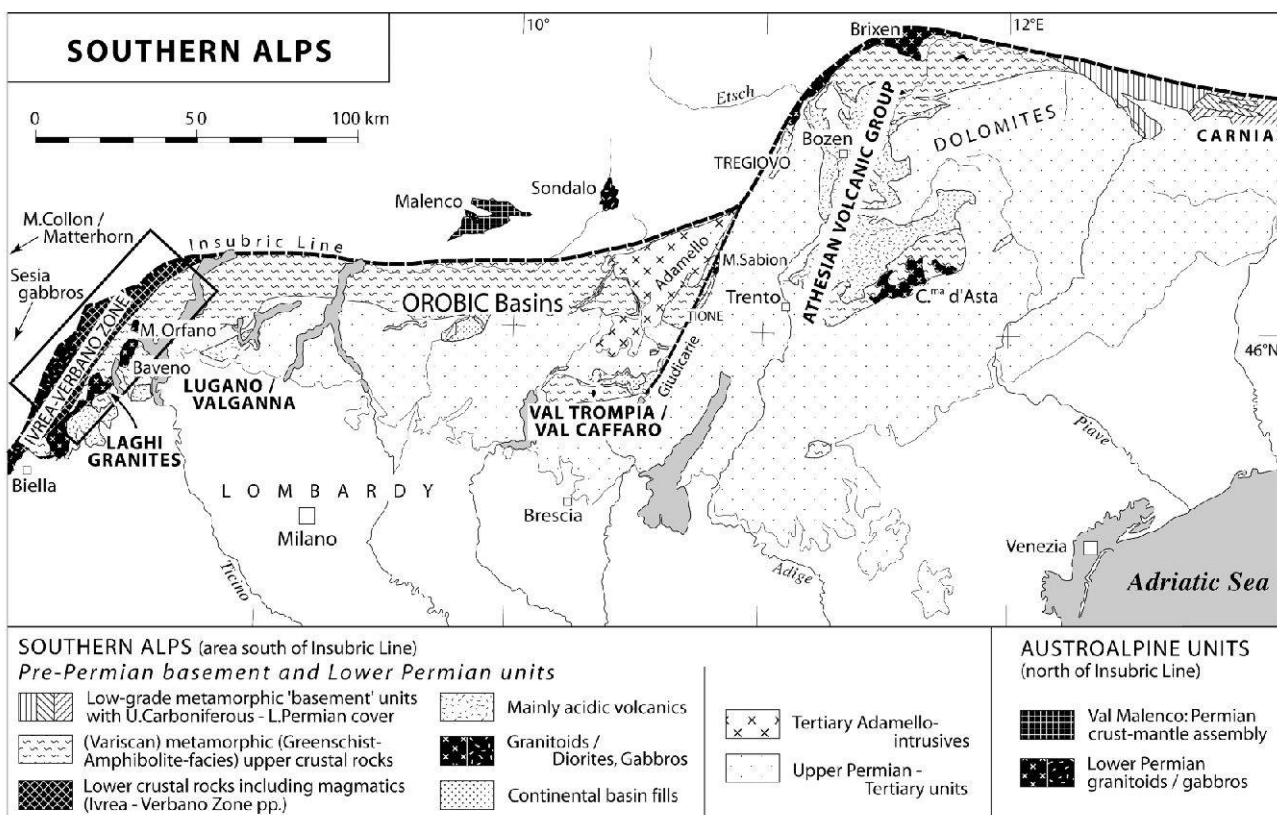 SOUTHERN ALPS
0 50 100 km
10°
12°E
Brixen
Etsch
Bozen
TREGIOVO
ATHESIAN VOLCANIC GROUP
DOLOMITES
CARNIA
Sondalo
Malenco
M.Collon /
Matterhorn
Sesia
gabbros
Insubric Line
Adamello
M.Sabion
Trento
C.ma d'Asta
OROBIC Basins
TIONE
Giudicarie
46°N
IVREA-VERBANO ZONE
M. Orfano
Baveno
LUGANO /
VALGANNA
VAL TROMPIA /
VAL CAFFARO
LAGHI
GRANITES
Biella
LOMBARDY
Milano
Brescia
Ticino
Adige
Piave
Venezia
Adriatic Sea
SOUTHERN ALPS (area south of Insubric Line)
Pre-Permian basement and Lower Permian units
Low-grade metamorphic 'basement' units
with U.Carboniferous - L.Permian cover
(Variscan) metamorphic (Greenschist-
Amphibolite-facies) upper crustal rocks
Lower crustal rocks including magmatics
(Ivrea - Verbano Zone pp.)
Mainly acidic volcanics
Granitoids /
Diorites, Gabbros
Continental basin fills
Tertiary Adamello-
intrusives
Upper Permian -
Tertiary units
AUSTROALPINE UNITS
(north of Insubric Line)
Val Malenco: Permian
crust-mantle assembly
Lower Permian
granitoids / gabbros